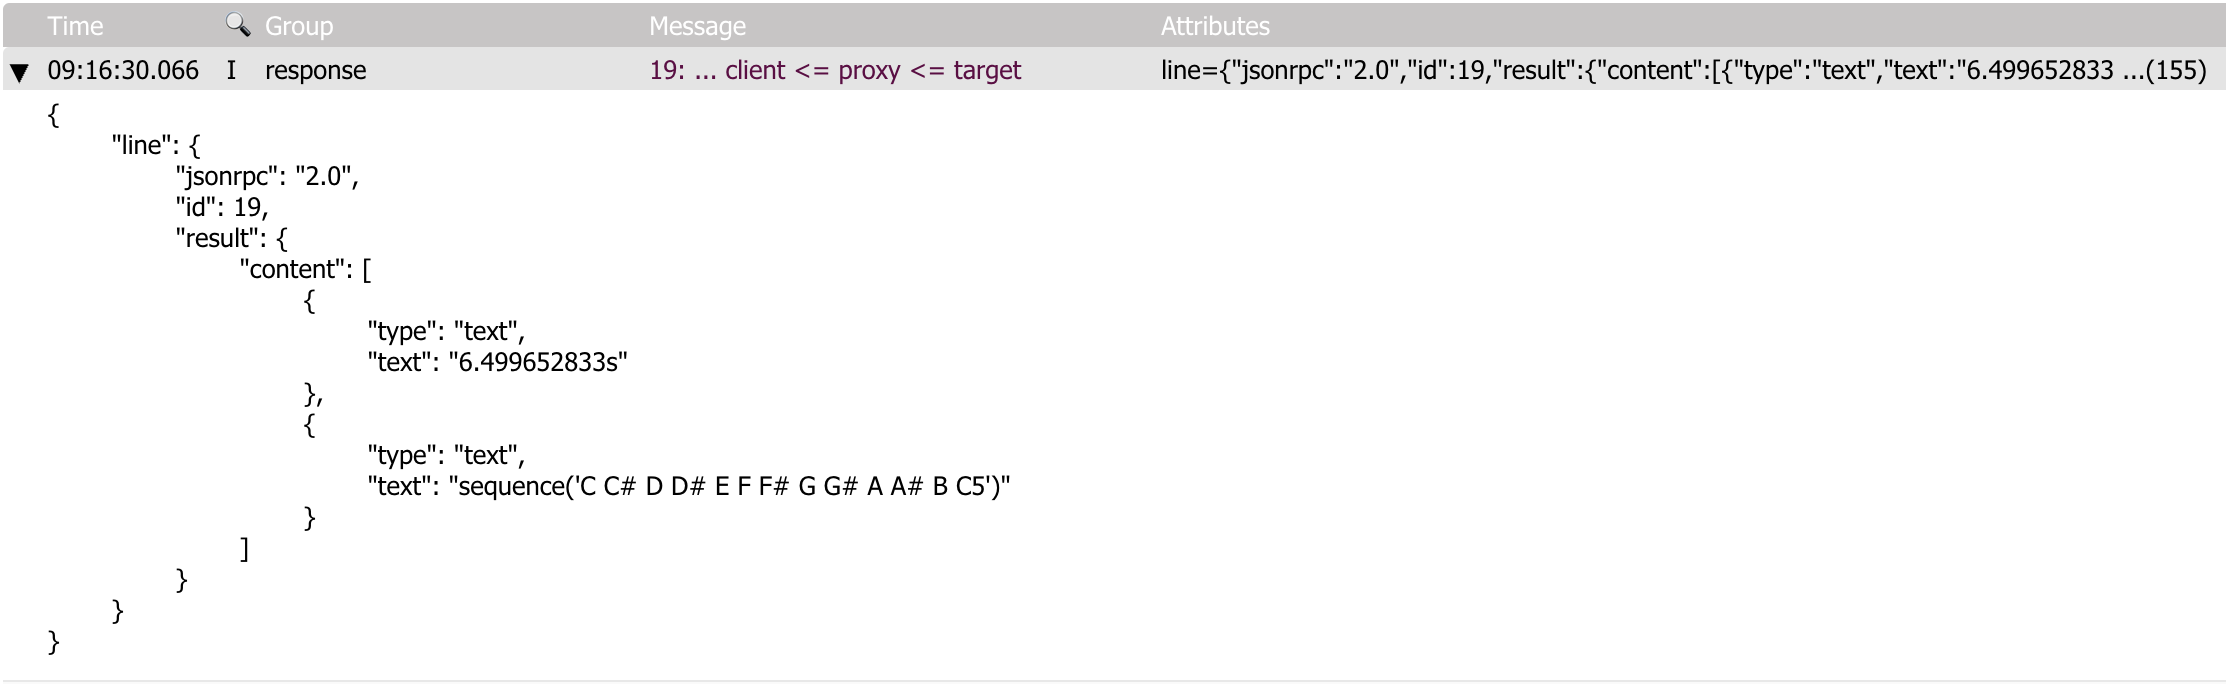 Time 🔍 Group Message Attributes
▼ 09:16:30.066 I response 19: ... client <= proxy <= target line={"jsonrpc":"2.0","id":19,"result":{"content":[{"type":"text","text":"6.499652833 ...(155)
{
"line": {
"jsonrpc": "2.0",
"id": 19,
"result": {
"content": [
{
"type": "text",
"text": "6.499652833s"
},
{
"type": "text",
"text": "sequence('C C# D D# E F F# G G# A A# B C5')"
}
]
}
}
}